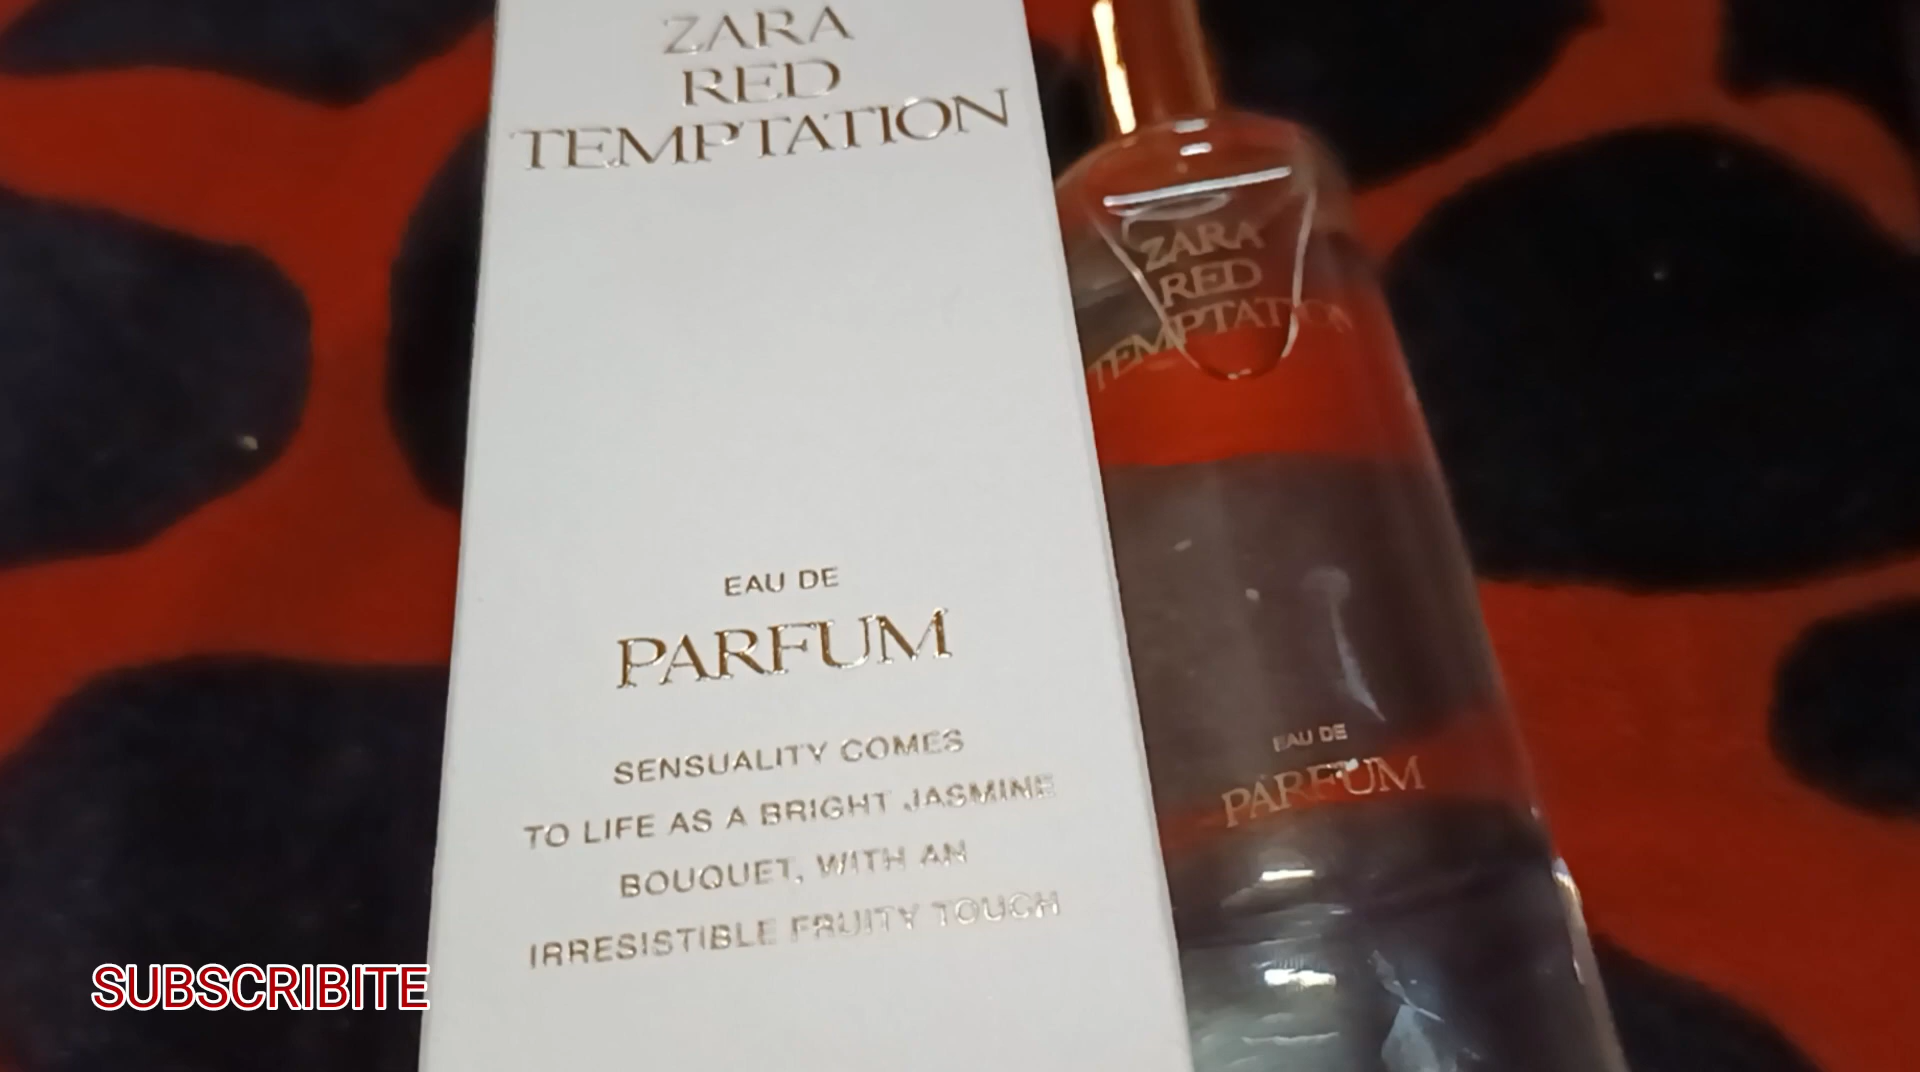 ZARA
RED
TEMPTATION
EAU DE
PARFUM
SENSUALITY COMES
TO LIFE AS A BRIGHT JASMINE
BOUQUET, WITH AN
IRRESISTIBLE FRUITY TOUCH
ZARA
RED
TEMPTATION
EAU DE
PARFUM
SUBSCRIBITE